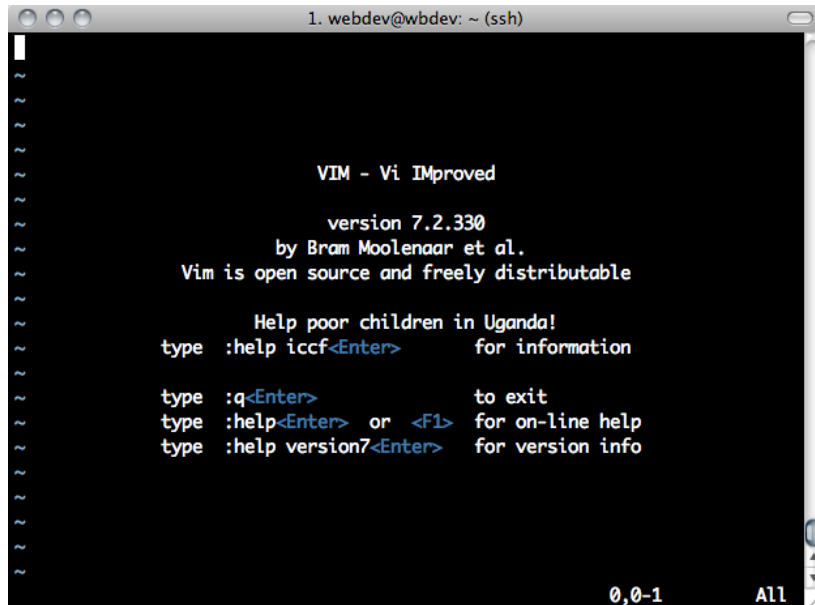 1. webdev@wbdev: ~ (ssh)
~
~
~
~
~ VIM - Vi IMproved
~
~ version 7.2.330
~ by Bram Moolenaar et al.
~ Vim is open source and freely distributable
~
~ Help poor children in Uganda!
~ type :help iccf<Enter> for information
~
~ type :q<Enter> to exit
~ type :help<Enter> or <F1> for on-line help
~ type :help version7<Enter> for version info
~
~
~
~
~
0,0-1 All